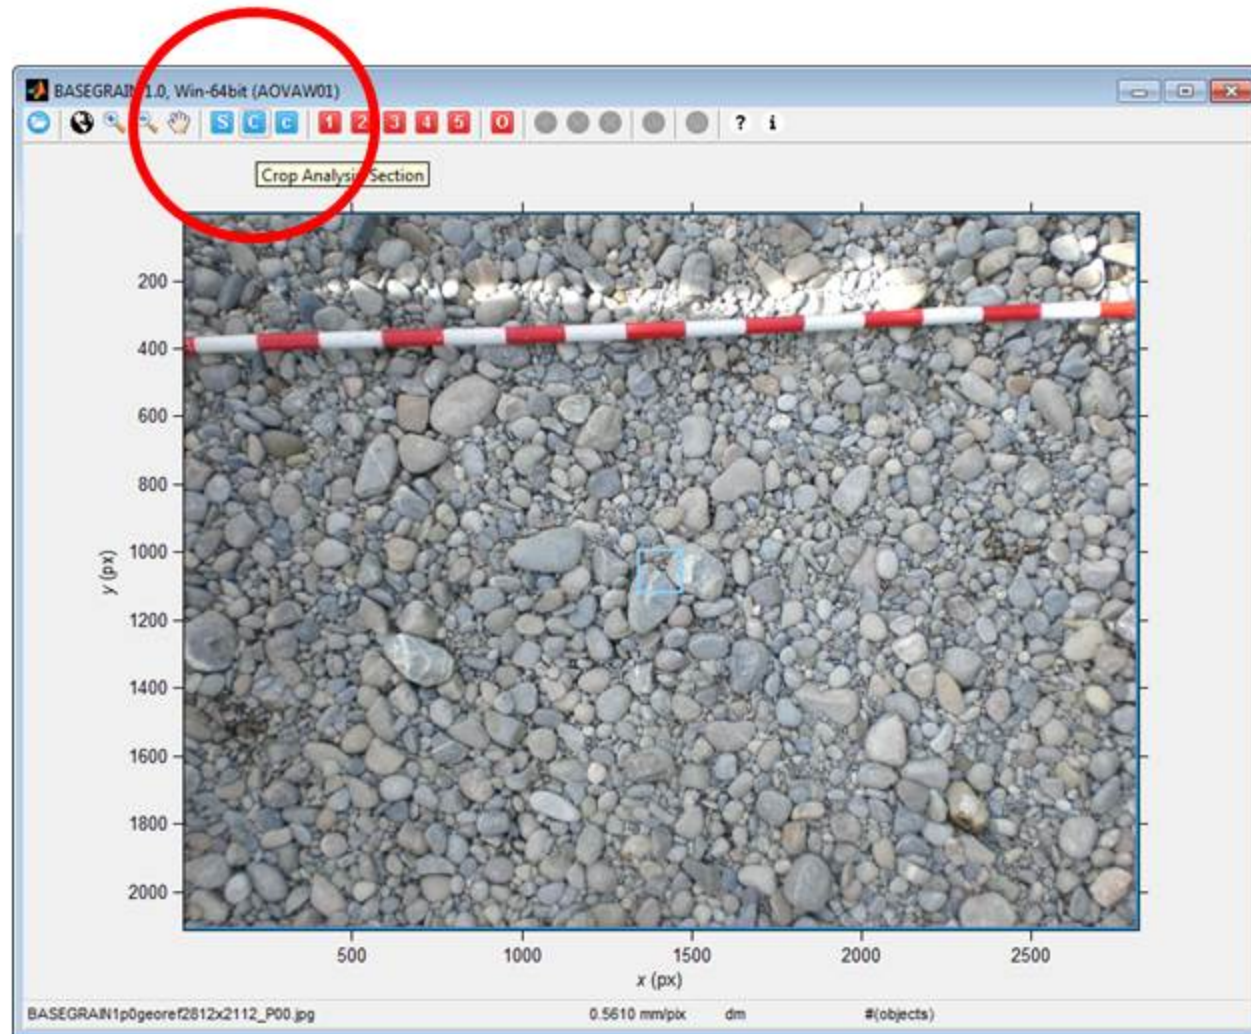 BASEGRAIN 1.0, Win-64bit (AOVAW01)
S C c 1 2 3 4 5 O ? i
Crop Analysis Section
200
400
600
800
1000
1200
1400
1600
1800
2000
y (px)
500 1000 1500 2000 2500
x (px)
BASEGRAIN1p0georef2812x2112_P00.jpg 0.5610 mm/pix dm #(objects)